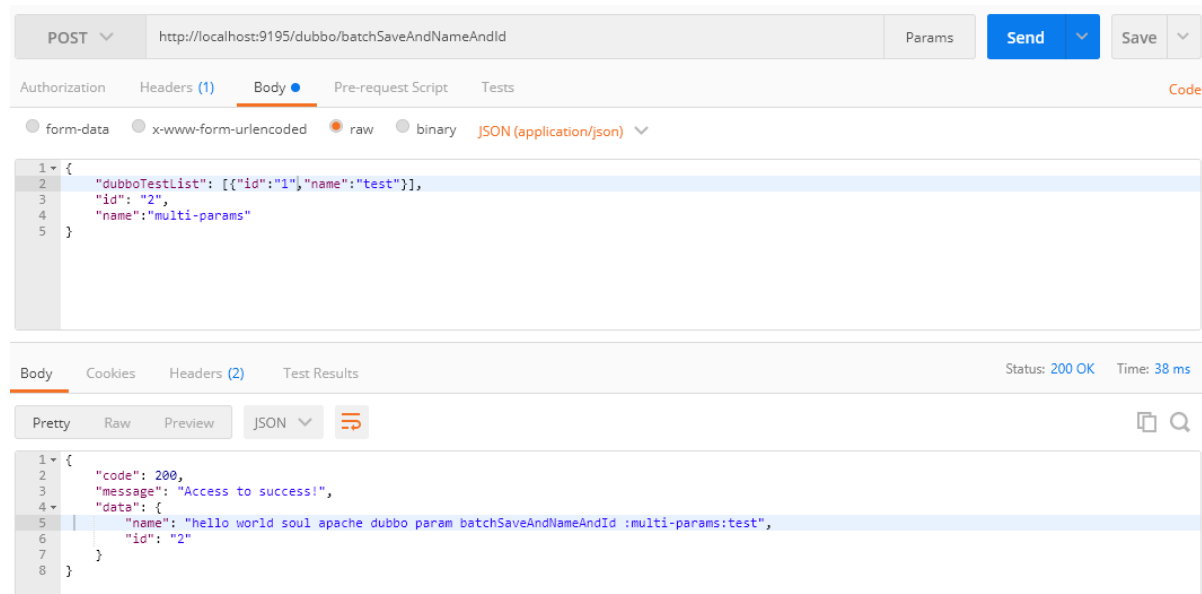 POST http://localhost:9195/dubbo/batchSaveAndNameAndId Params Send Save
Authorization Headers (1) Body Pre-request Script Tests Code
form-data x-www-form-urlencoded raw binary JSON (application/json)
1 {
2 "dubboTestList": [{"id":"1","name":"test"}],
3 "id": "2",
4 "name":"multi-params"
5 }
Body Cookies Headers (2) Test Results Status: 200 OK Time: 38 ms
Pretty Raw Preview JSON
1 {
2 "code": 200,
3 "message": "Access to success!",
4 "data": {
5 "name": "hello world soul apache dubbo param batchSaveAndNameAndId :multi-params:test",
6 "id": "2"
7 }
8 }